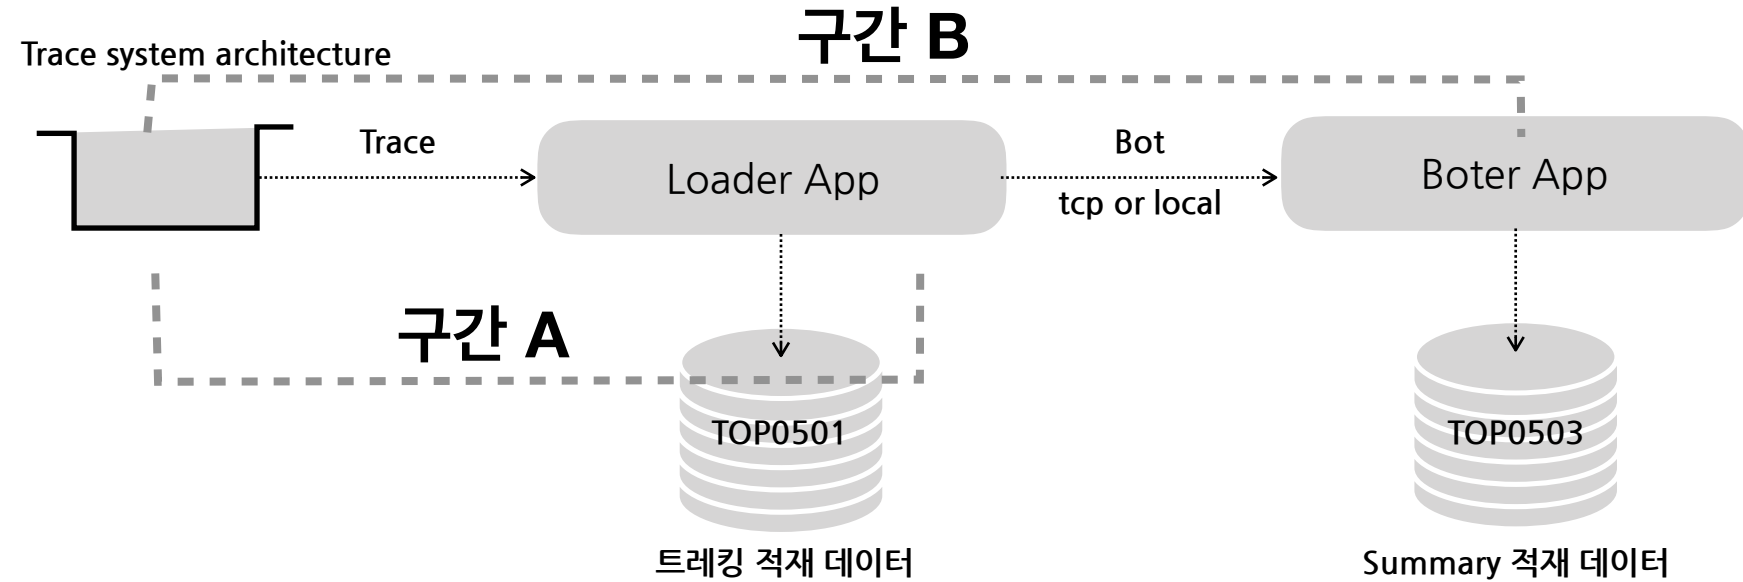 구간 B
Trace system architecture
Trace
Loader App
Bot
tcp or local
Boter App
구간 A
TOP0501
TOP0503
트레킹 적재 데이터
Summary 적재 데이터